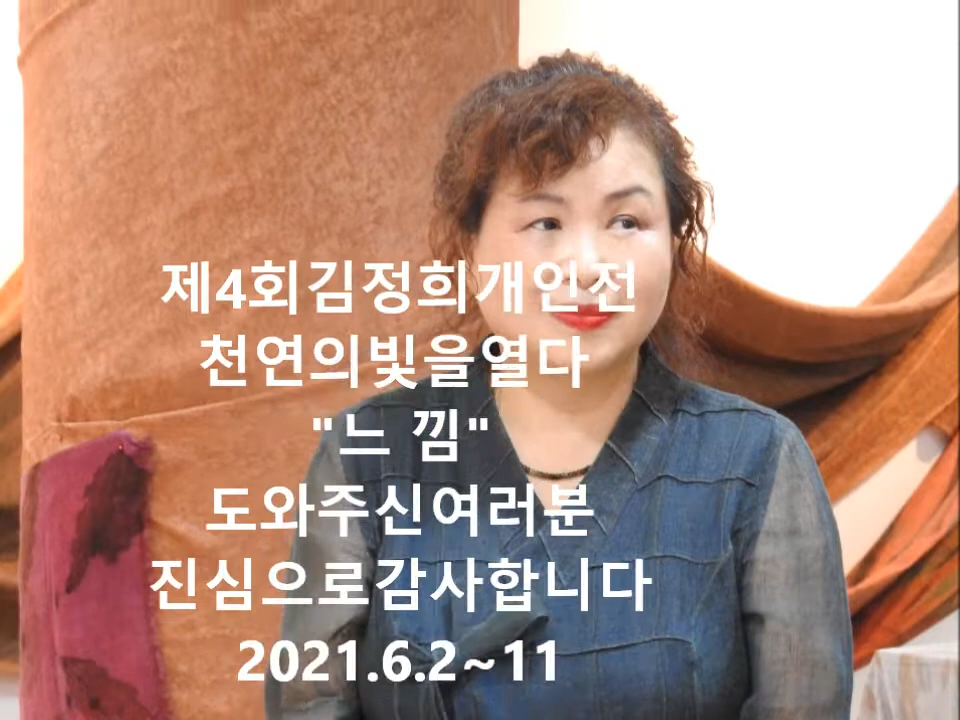 제4회김정희개인전
천연의빛을열다
"느 낌"
도와주신여러분
진심으로감사합니다
2021.6.2~11